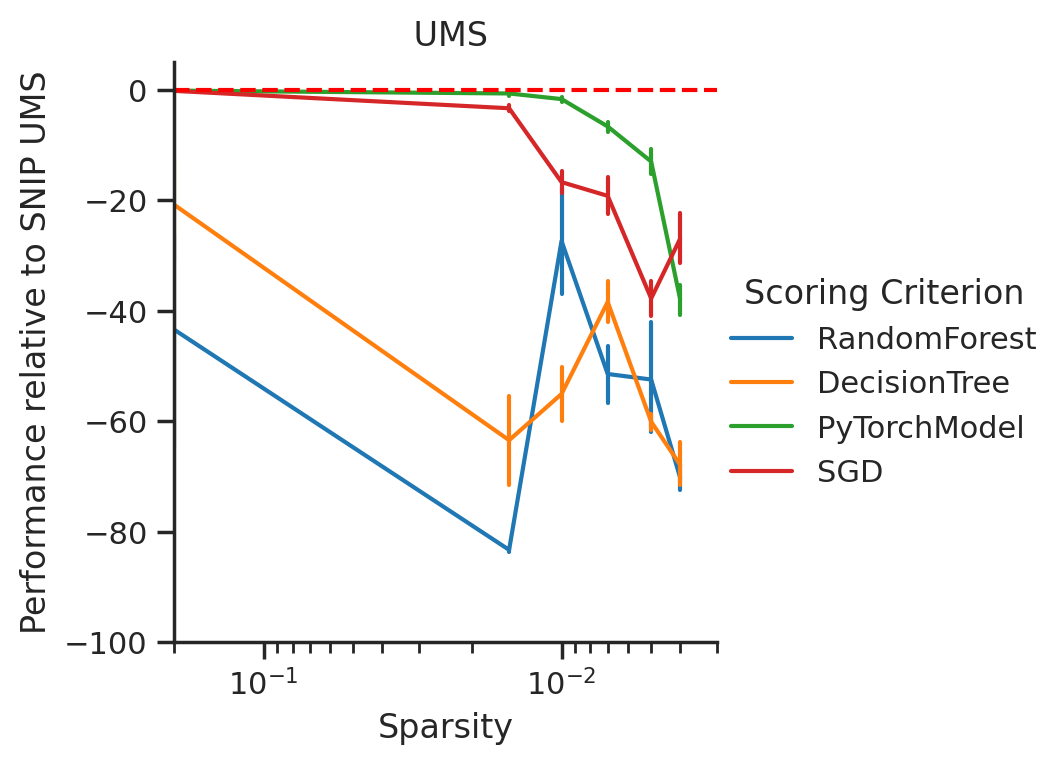 UMS
Performance relative to SNIP UMS
0
−20
−40
−60
−80
−100
10⁻¹
10⁻²
Sparsity
Scoring Criterion
RandomForest
DecisionTree
PyTorchModel
SGD